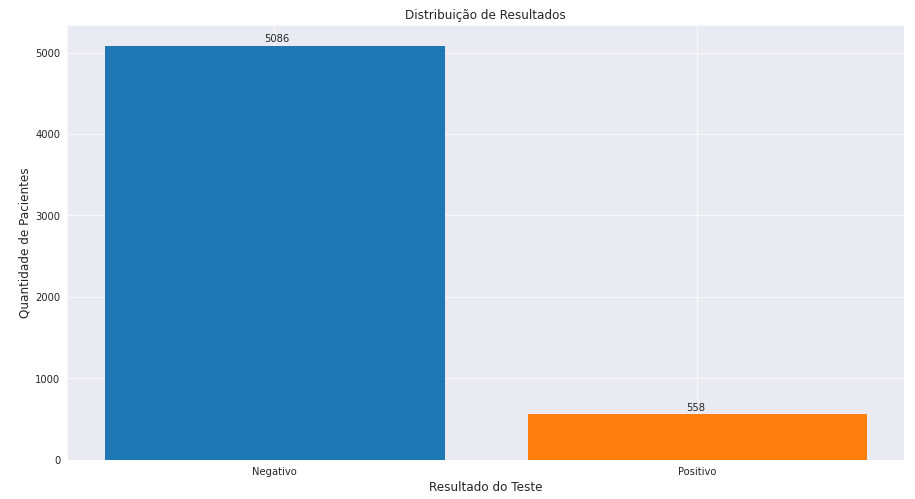 Distribuição de Resultados
5086
5000
4000
3000
2000
1000
0
558
Quantidade de Pacientes
Negativo
Positivo
Resultado do Teste